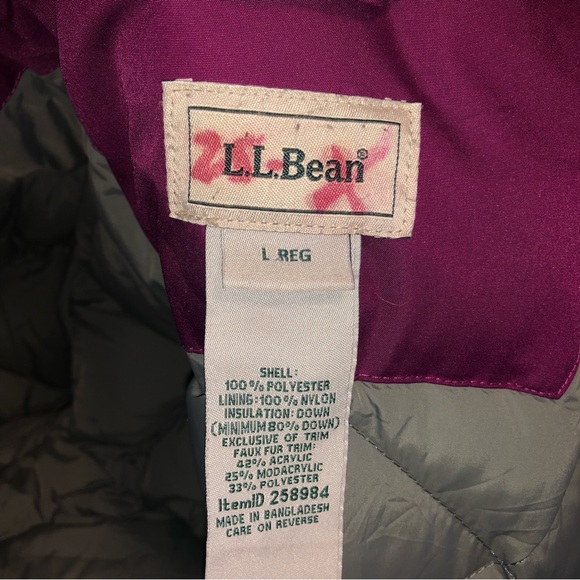 L.L.Bean®
L REG
SHELL:
100% POLYESTER
LINING:100% NYLON
INSULATION: DOWN
(MINIMUM 80% DOWN)
EXCLUSIVE OF TRIM
FAUX FUR TRIM:
42% ACRYLIC
25% MODACRYLIC
33% POLYESTER
ItemID 258984
MADE IN BANGLADESH
CARE ON REVERSE